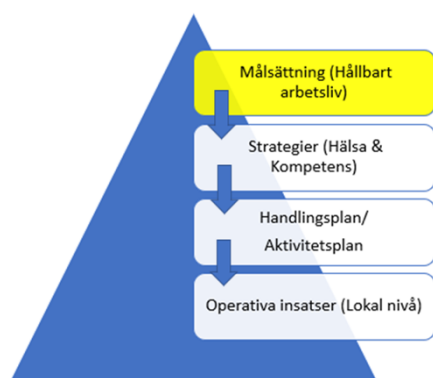 Målsättning (Hållbart
arbetsliv)
Strategier (Hälsa &
Kompetens)
Handlingsplan/
Aktivitetsplan
Operativa insatser (Lokal nivå)